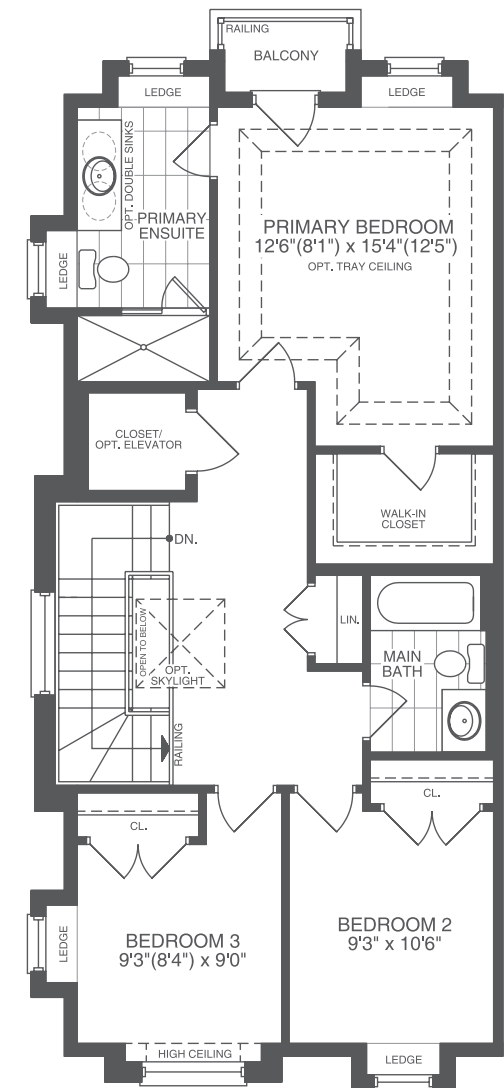 RAILING
BALCONY
LEDGE
LEDGE
OPT. DOUBLE SINKS
PRIMARY
ENSUITE
LEDGE
PRIMARY BEDROOM
12'6"(8'1") x 15'4"(12'5")
OPT. TRAY CEILING
CLOSET/
OPT. ELEVATOR
WALK-IN
CLOSET
DN.
OPEN TO BELOW
OPT.
SKYLIGHT
RAILING
LIN.
MAIN
BATH
CL.
CL.
BEDROOM 3
9'3"(8'4") x 9'0"
LEDGE
HIGH CEILING
BEDROOM 2
9'3" x 10'6"
LEDGE